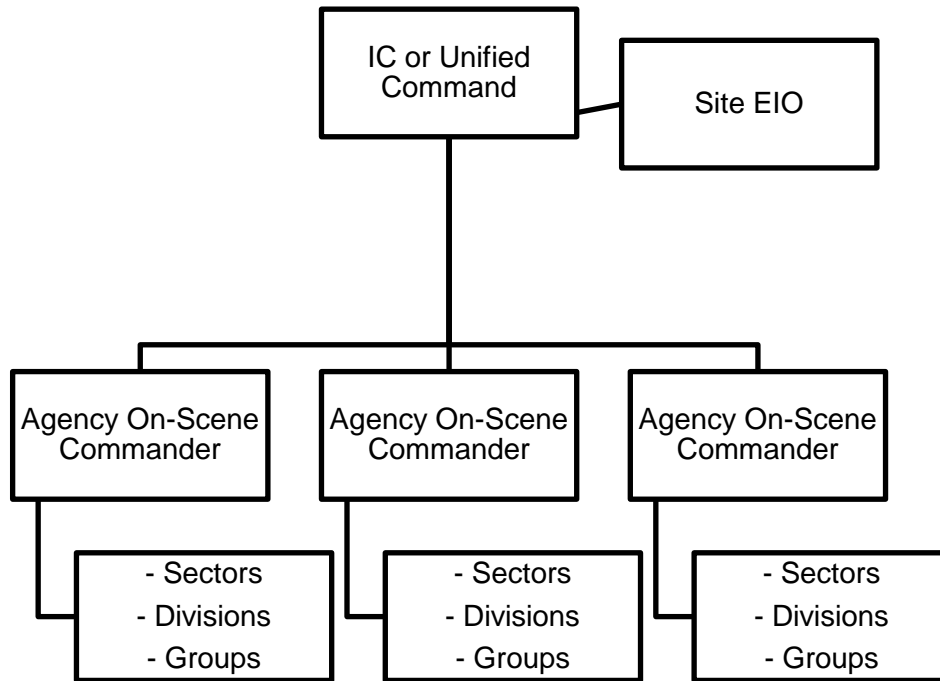 IC or Unified
Command
Site EIO
Agency On-Scene
Commander
Agency On-Scene
Commander
Agency On-Scene
Commander
- Sectors
- Divisions
- Groups
- Sectors
- Divisions
- Groups
- Sectors
- Divisions
- Groups